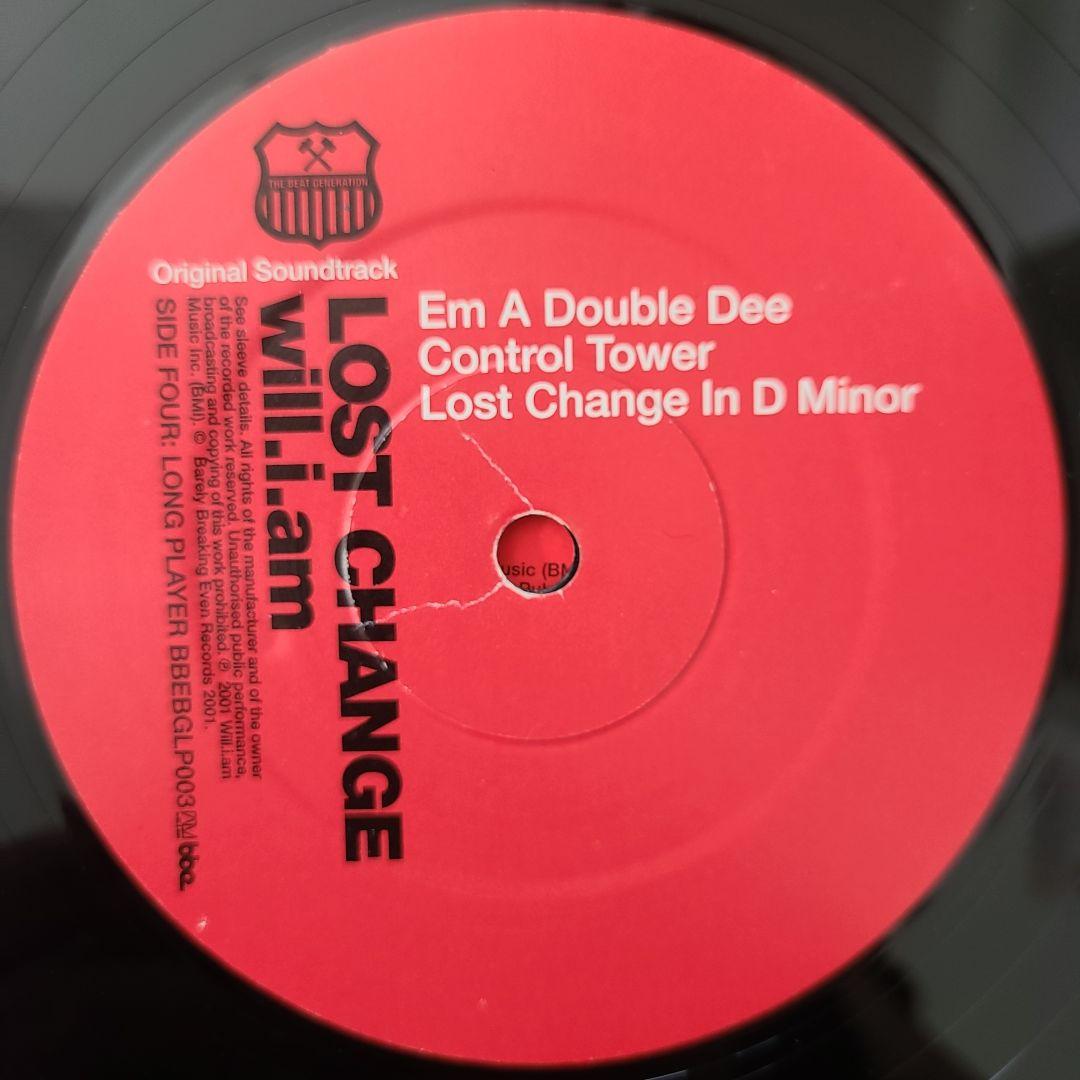 THE BEAT GENERATION
Original Soundtrack
Em A Double Dee
Control Tower
Lost Change In D Minor
LOST CHANGE
will.i.am
See sleeve details. All rights of the manufacturer and of the owner
of the recorded work reserved. Unauthorised public performance,
broadcasting and copying of this work prohibited. ℗ 2001 Will.i.am
Music Inc. (BMI). © Barely Breaking Even Records 2001.
SIDE FOUR: LONG PLAYER BBEBGLP003 bbe
usic (BM